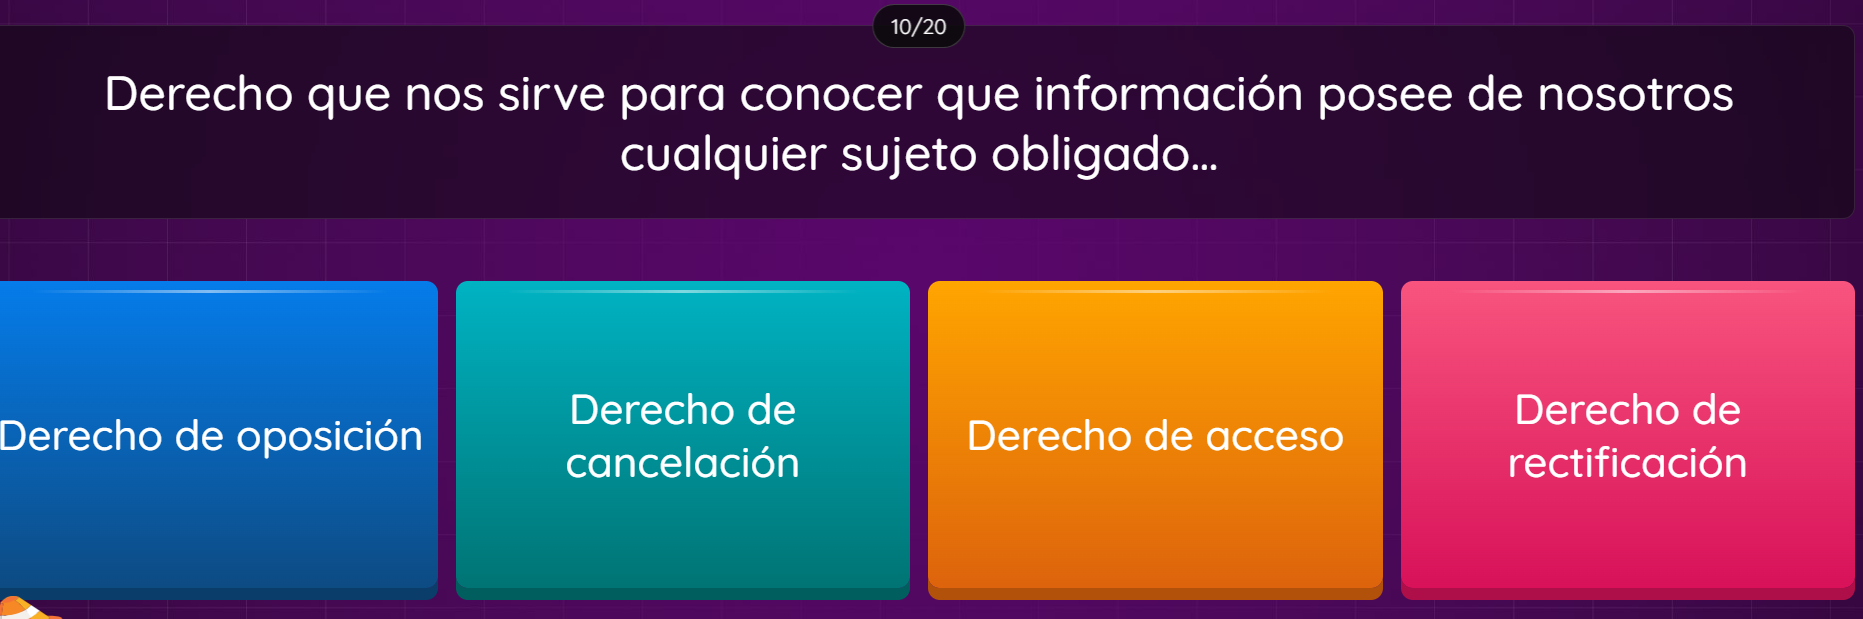 10/20
Derecho que nos sirve para conocer que información posee de nosotros
cualquier sujeto obligado...
Derecho de oposición
Derecho de
cancelación
Derecho de acceso
Derecho de
rectificación